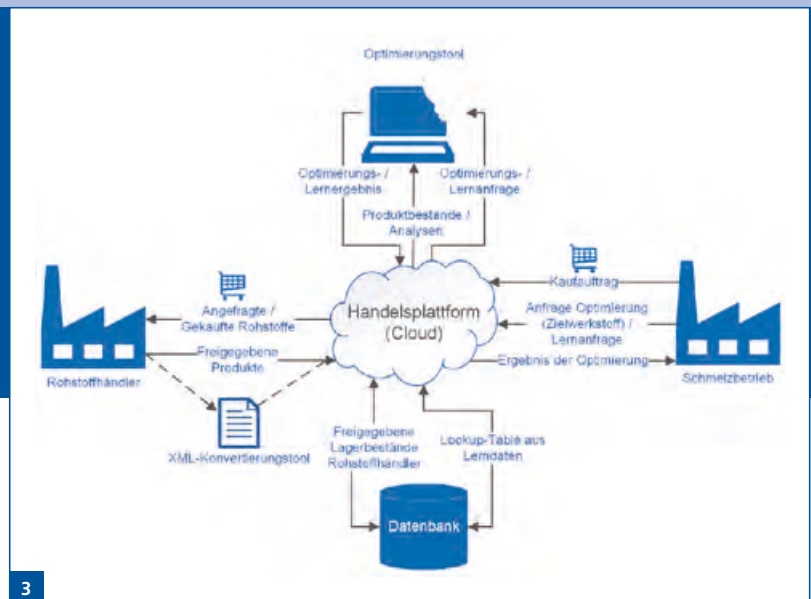 Optimierungstool
Optimierungs- /
Lernergebnis
Optimierungs- /
Lernanfrage
Produktbestände /
Analysen
Handelsplattform
(Cloud)
Angefragte /
Gekaufte Rohstoffe
Freigegebene
Produkte
Rohstoffhändler
XML-Konvertierungstool
Kaufauftrag
Anfrage Optimierung
(Zielwerkstoff) /
Lernanfrage
Ergebnis der Optimierung
Schmelzbetrieb
Freigegebene
Lagerbestände
Rohstoffhändler
Lookup-Table aus
Lerndaten
Datenbank
3